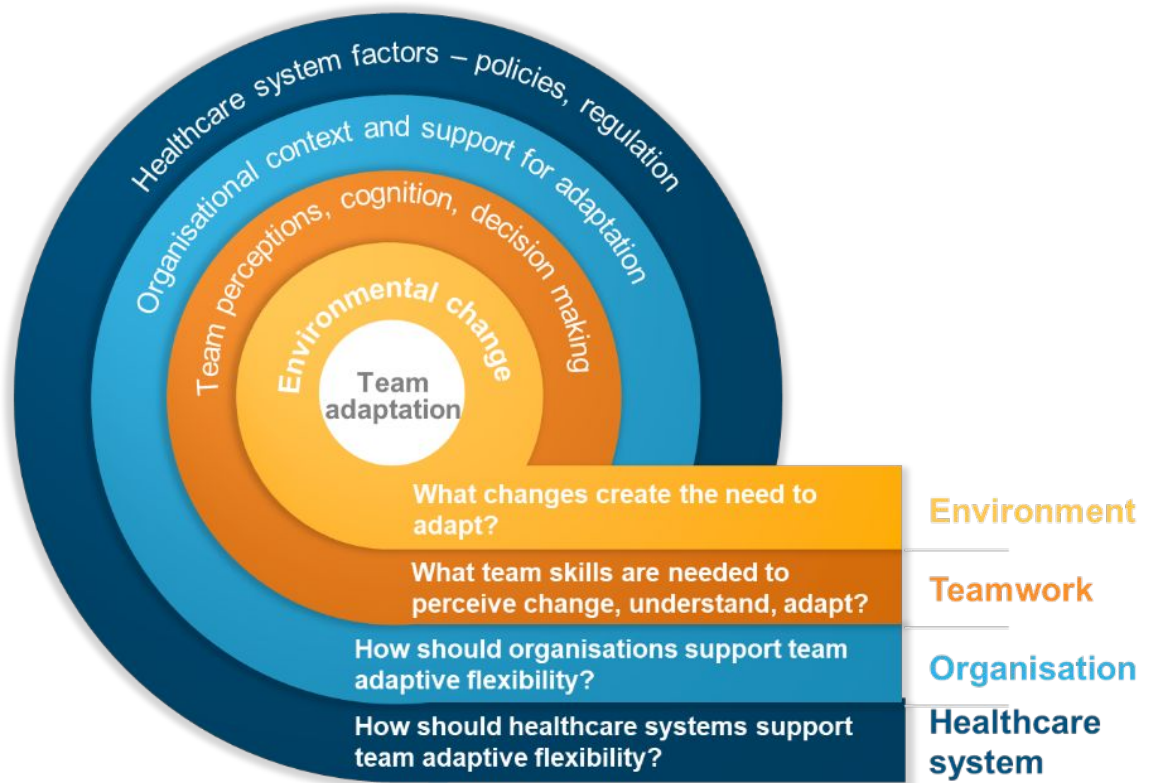 Healthcare system factors – policies, regulation
Organisational context and support for adaptation
Team perceptions, cognition, decision making
Environmental change
Team
adaptation
What changes create the need to
adapt?
Environment
What team skills are needed to
perceive change, understand, adapt?
Teamwork
How should organisations support team
adaptive flexibility?
Organisation
How should healthcare systems support
team adaptive flexibility?
Healthcare
system